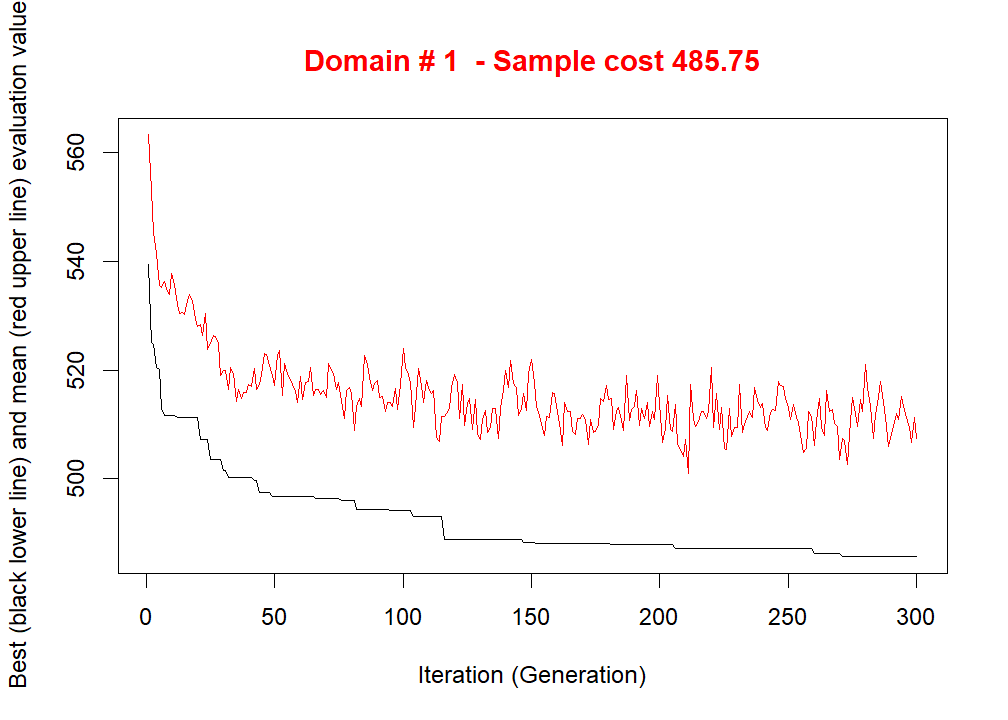 Domain # 1  - Sample cost 485.75
Best (black lower line) and mean (red upper line) evaluation value
560
540
520
500
0 50 100 150 200 250 300
Iteration (Generation)